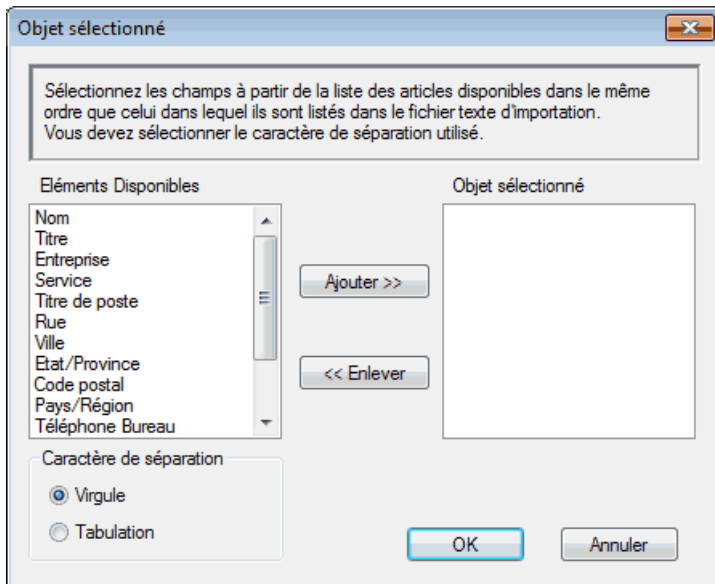 Objet sélectionné
Sélectionnez les champs à partir de la liste des articles disponibles dans le même
ordre que celui dans lequel ils sont listés dans le fichier texte d'importation.
Vous devez sélectionner le caractère de séparation utilisé.
Eléments Disponibles
Objet sélectionné
Nom
Titre
Entreprise
Service
Titre de poste
Rue
Ville
Etat/Province
Code postal
Pays/Région
Téléphone Bureau
Ajouter >>
<< Enlever
Caractère de séparation
Virgule
Tabulation
OK
Annuler